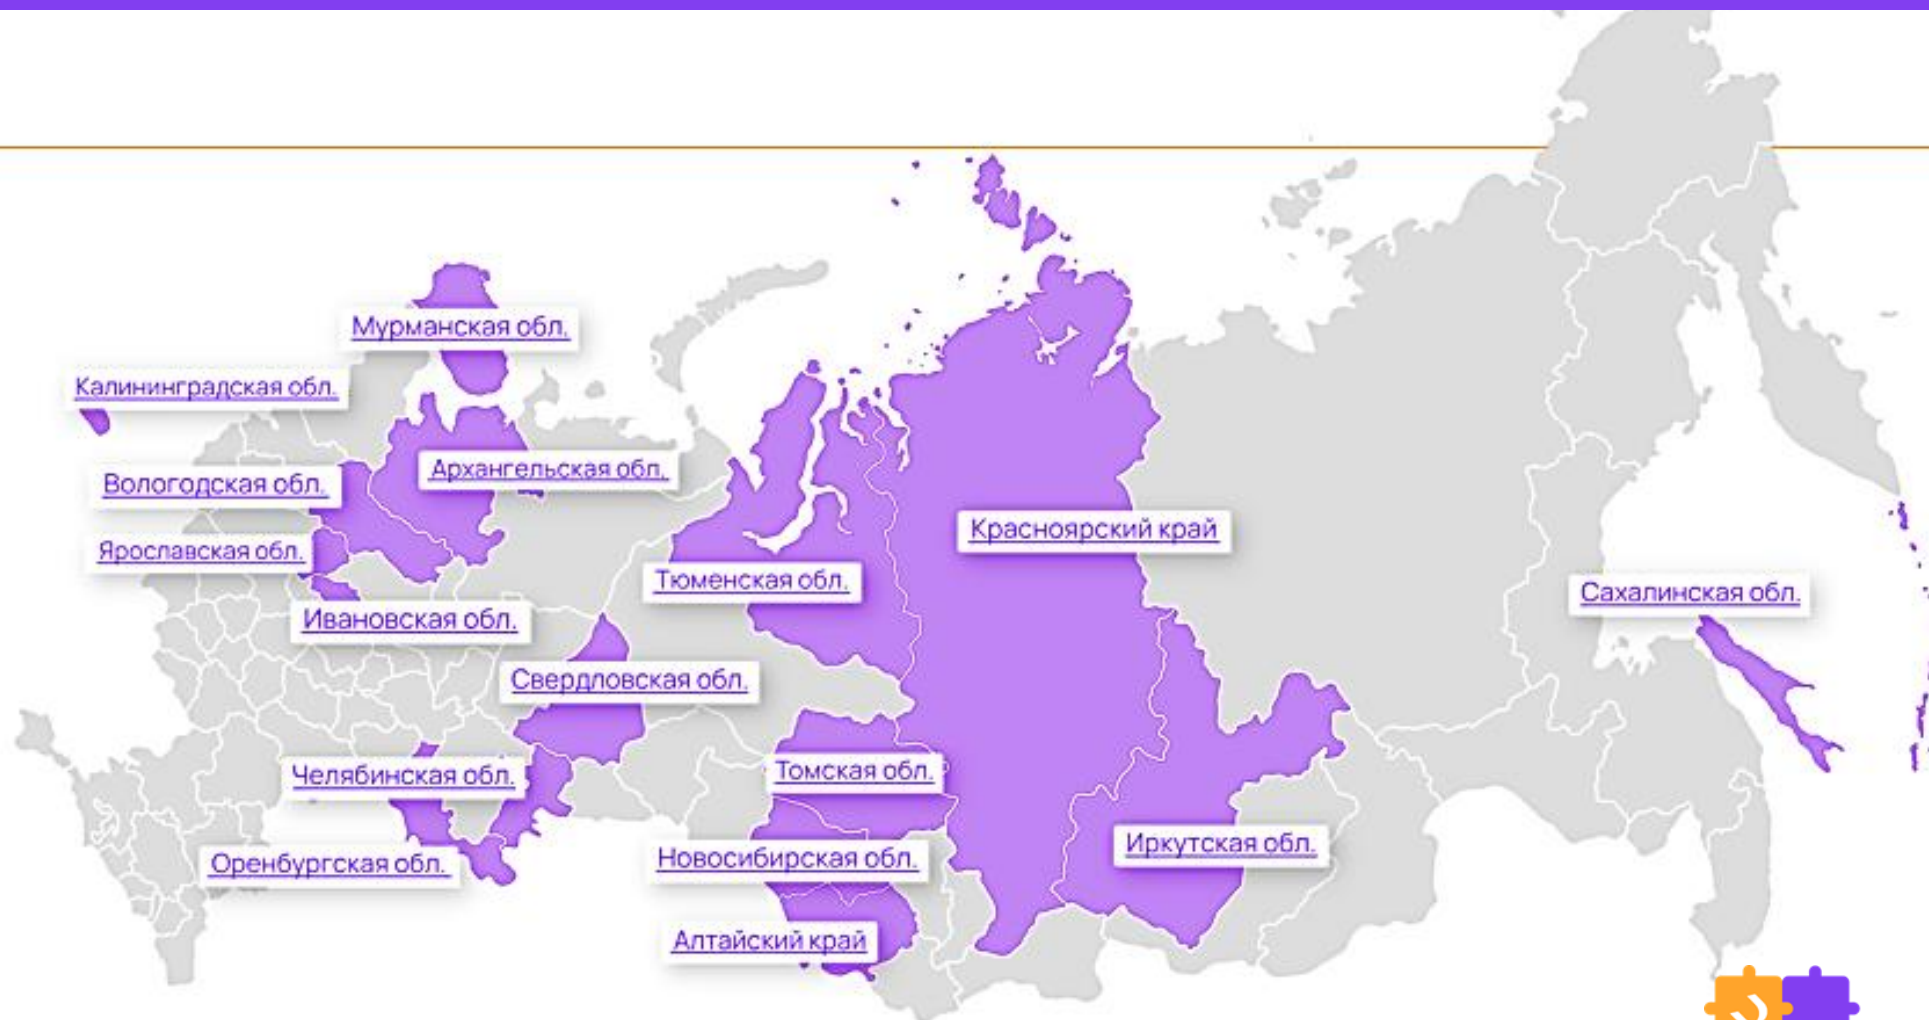 Мурманская обл.
Калининградская обл.
Архангельская обл.
Вологодская обл.
Красноярский край
Ярославская обл.
Тюменская обл.
Сахалинская обл.
Ивановская обл.
Свердловская обл.
Томская обл.
Челябинская обл.
Иркутская обл.
Новосибирская обл.
Оренбургская обл.
Алтайский край